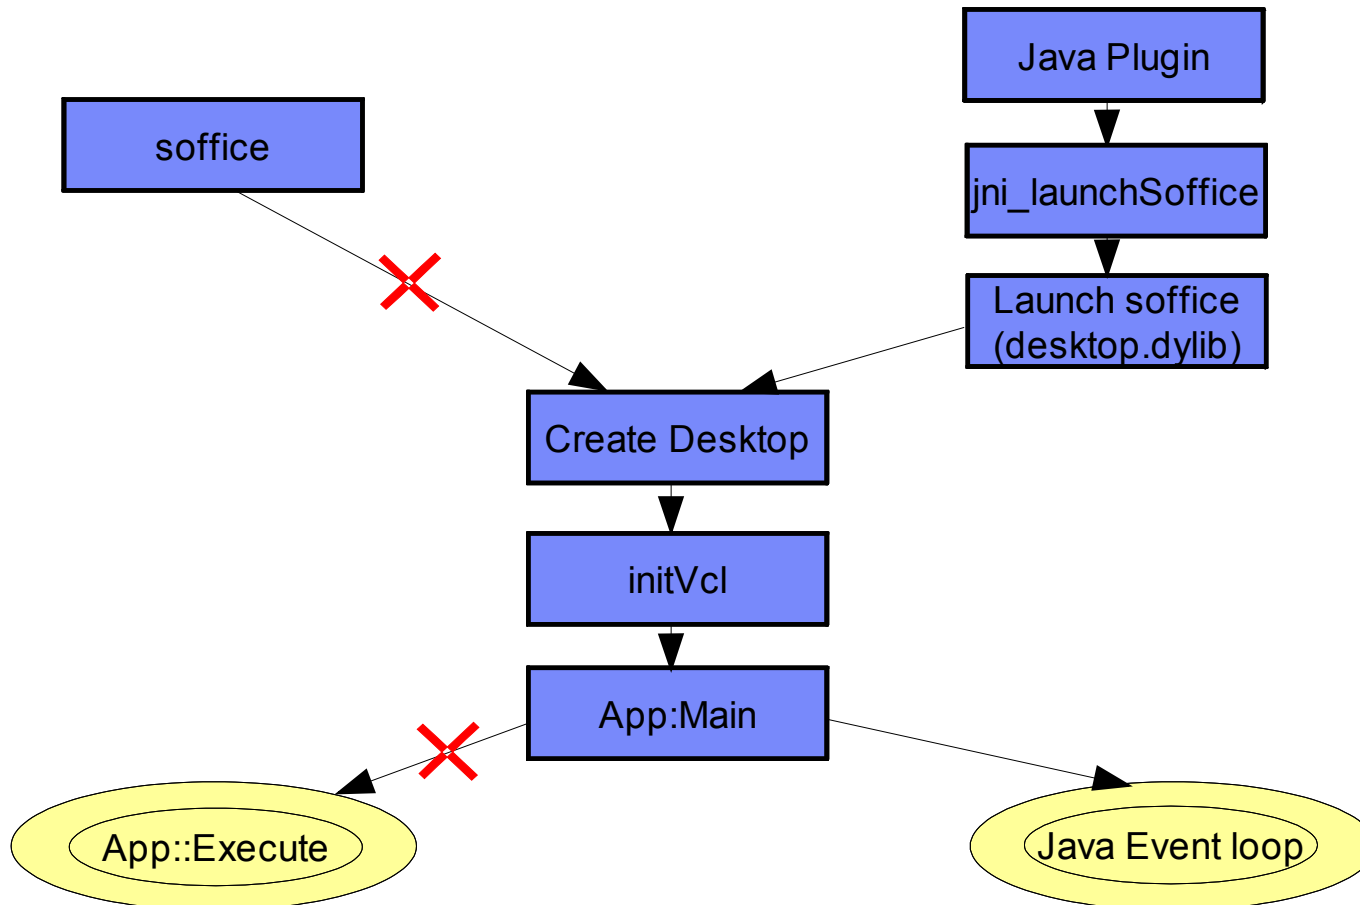 Java Plugin
soffice
jni_launchSoffice
Launch soffice
(desktop.dylib)
Create Desktop
initVcl
App:Main
App::Execute
Java Event loop